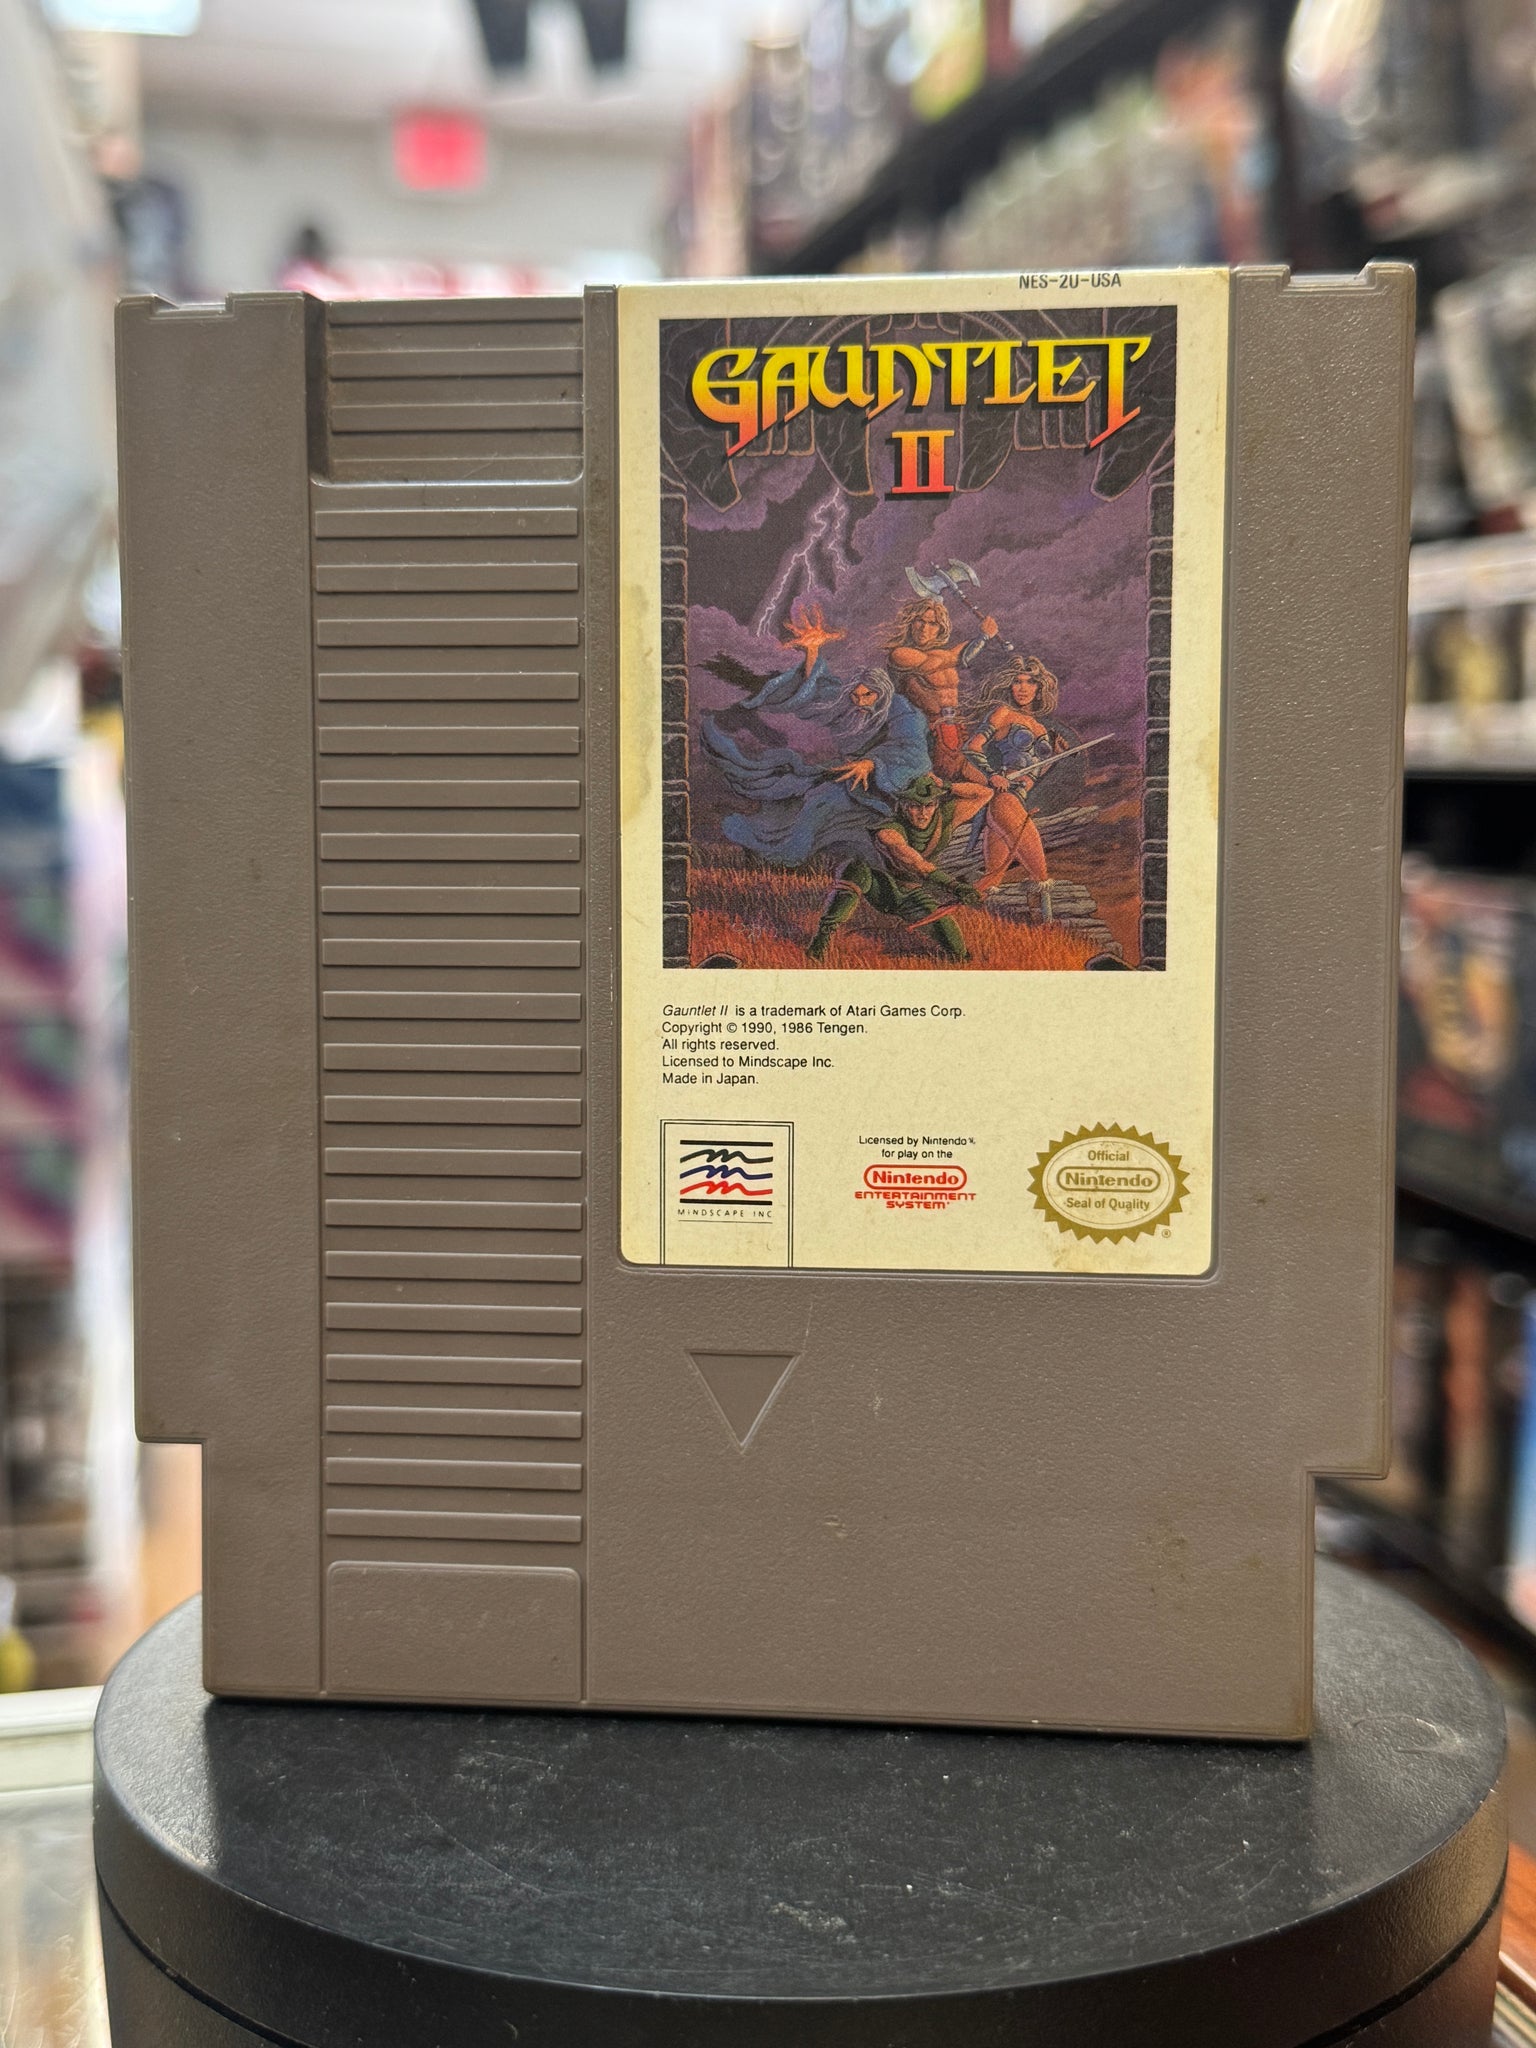 NES-2U-USA
GAUNTLET
II
Gauntlet II is a trademark of Atari Games Corp.
Copyright © 1990, 1986 Tengen.
All rights reserved.
Licensed to Mindscape Inc.
Made in Japan.
MINDSCAPE INC
Licensed by Nintendo™
for play on the
Nintendo
ENTERTAINMENT
SYSTEM
Official
Nintendo
Seal of Quality
®